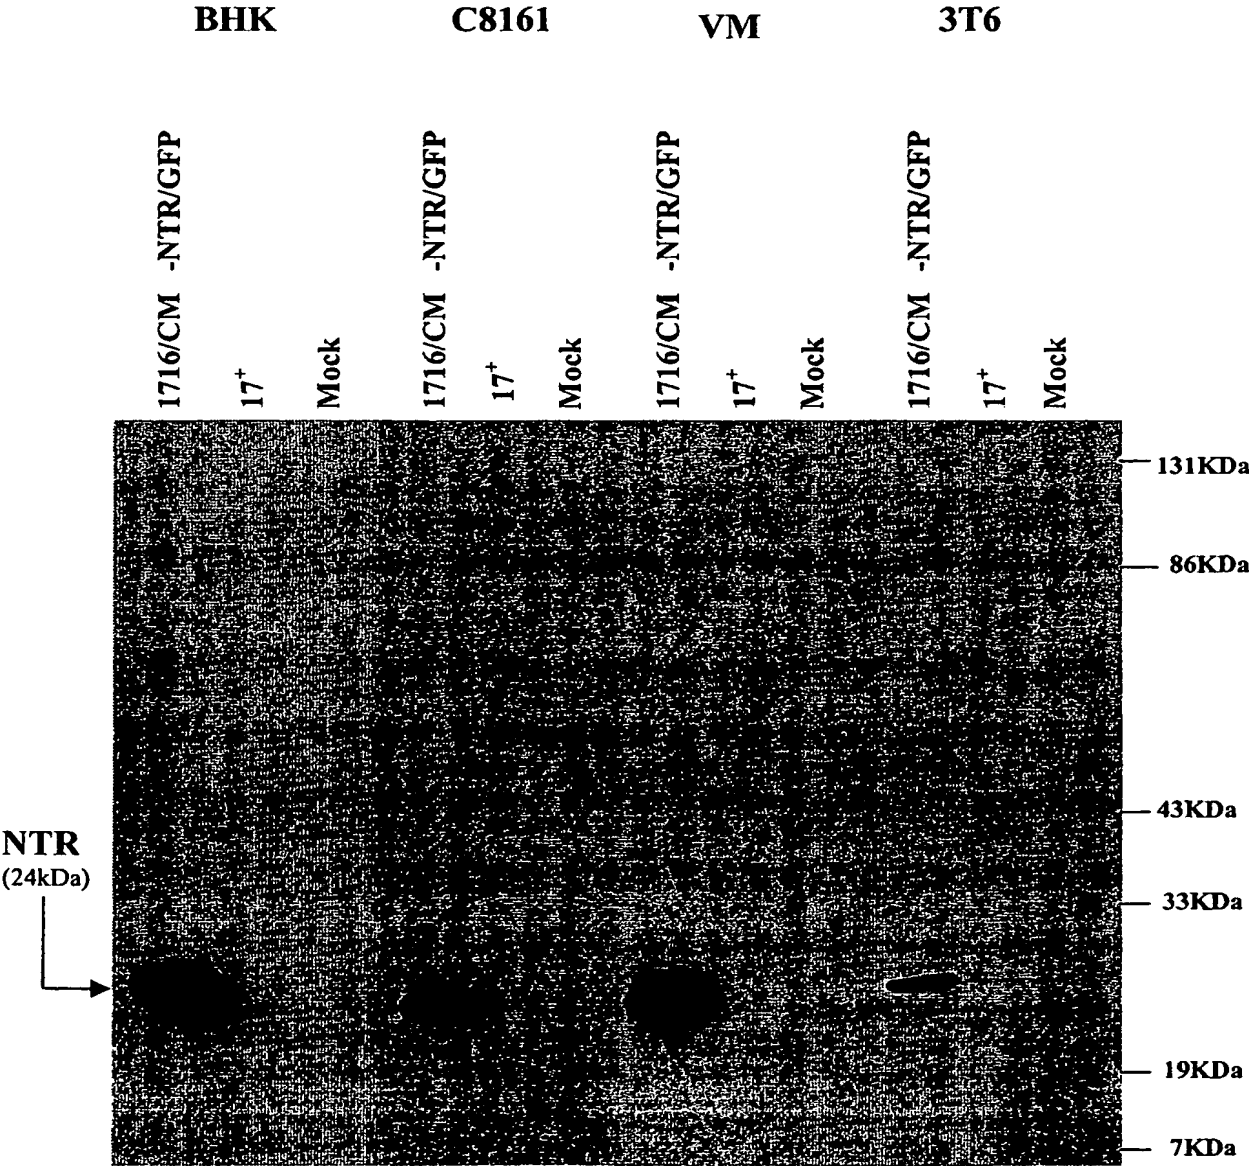 BHK C8161 VM 3T6
1716/CM -NTR/GFP
17+
Mock
1716/CM -NTR/GFP
17+
Mock
1716/CM -NTR/GFP
17+
Mock
1716/CM -NTR/GFP
17+
Mock
131KDa
86KDa
43KDa
NTR
(24kDa)
33KDa
19KDa
7KDa